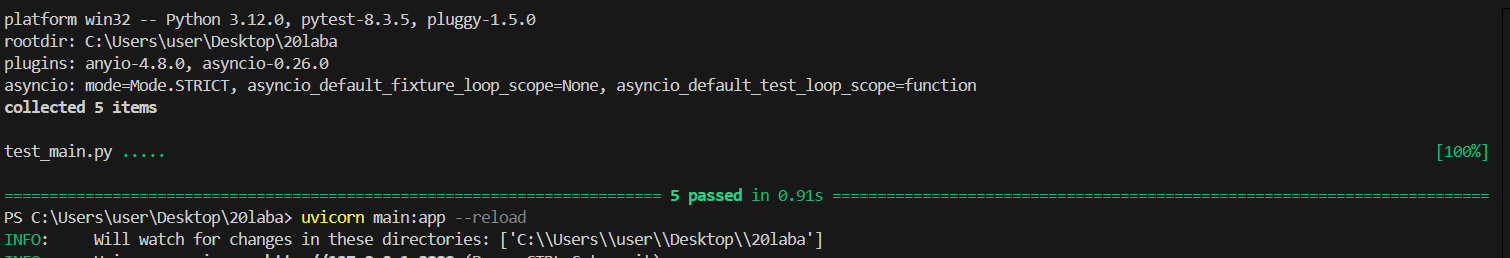 platform win32 -- Python 3.12.0, pytest-8.3.5, pluggy-1.5.0
rootdir: C:\Users\user\Desktop\20laba
plugins: anyio-4.8.0, asyncio-0.26.0
asyncio: mode=Mode.STRICT, asyncio_default_fixture_loop_scope=None, asyncio_default_test_loop_scope=function
collected 5 items
test_main.py ..... [100%]
========================================================================= 5 passed in 0.91s =========================================================================
PS C:\Users\user\Desktop\20laba> uvicorn main:app --reload
INFO: Will watch for changes in these directories: ['C:\\Users\\user\\Desktop\\20laba']